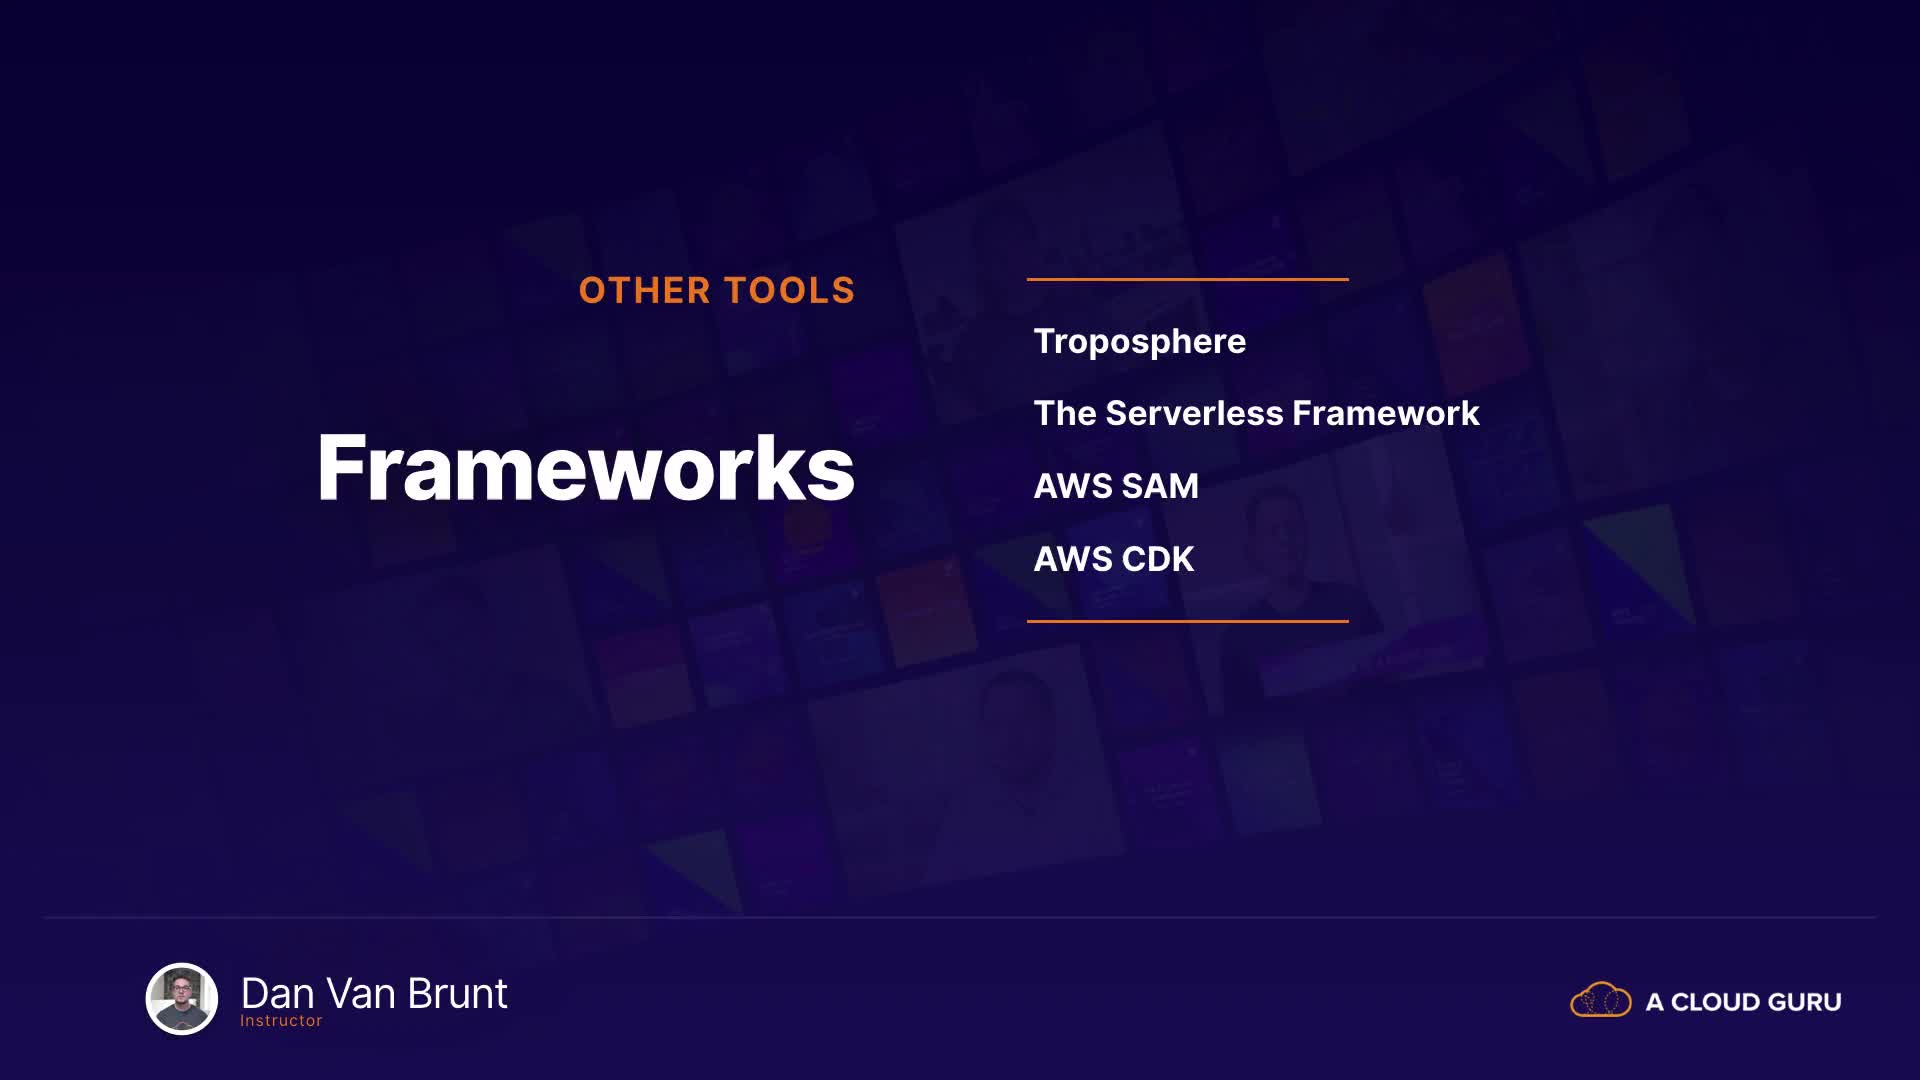 OTHER TOOLS
Frameworks
Troposphere
The Serverless Framework
AWS SAM
AWS CDK
Dan Van Brunt
Instructor
A CLOUD GURU